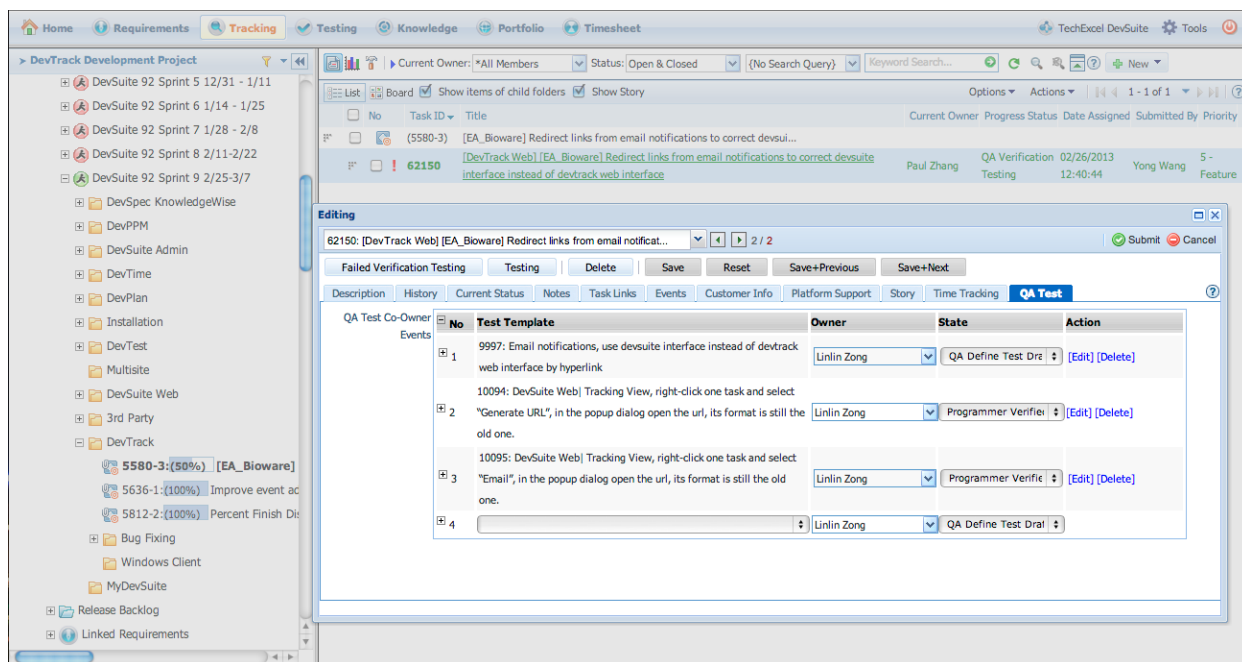 Home Requirements Tracking Testing Knowledge Portfolio Timesheet TechExcel DevSuite Tools
> DevTrack Development Project
Current Owner: *All Members Status: Open & Closed {No Search Query} Keyword Search... New
List Board Show items of child folders Show Story Options Actions 1 - 1 of 1
No Task ID Title Current Owner Progress Status Date Assigned Submitted By Priority
(5580-3) [EA_Bioware] Redirect links from email notifications to correct devsui...
62150 [DevTrack Web] [EA_Bioware] Redirect links from email notifications to correct devsuite
interface instead of devtrack web interface
Paul Zhang
QA Verification
Testing
02/26/2013
12:40:44
Yong Wang
5 -
Feature
DevSuite 92 Sprint 5 12/31 - 1/11
DevSuite 92 Sprint 6 1/14 - 1/25
DevSuite 92 Sprint 7 1/28 - 2/8
DevSuite 92 Sprint 8 2/11-2/22
DevSuite 92 Sprint 9 2/25-3/7
DevSpec KnowledgeWise
DevPPM
DevSuite Admin
DevTime
DevPlan
Installation
DevTest
Multisite
DevSuite Web
3rd Party
DevTrack
5580-3:(50%) [EA_Bioware]
5636-1:(100%) Improve event ac
5812-2:(100%) Percent Finish Dis
Bug Fixing
Windows Client
MyDevSuite
Release Backlog
Linked Requirements
Editing
62150: [DevTrack Web] [EA_Bioware] Redirect links from email notificat... 2 / 2 Submit Cancel
Failed Verification Testing Testing Delete Save Reset Save+Previous Save+Next
Description History Current Status Notes Task Links Events Customer Info Platform Support Story Time Tracking QA Test
QA Test Co-Owner
Events
No Test Template Owner State Action
1 9997: Email notifications, use devsuite interface instead of devtrack
web interface by hyperlink
Linlin Zong QA Define Test Dra [Edit] [Delete]
10094: DevSuite Web| Tracking View, right-click one task and select
2 "Generate URL", in the popup dialog open the url, its format is still the
old one.
Linlin Zong Programmer Verifie [Edit] [Delete]
10095: DevSuite Web| Tracking View, right-click one task and select
3 "Email", in the popup dialog open the url, its format is still the old
one.
Linlin Zong Programmer Verifie [Edit] [Delete]
4 Linlin Zong QA Define Test Draf